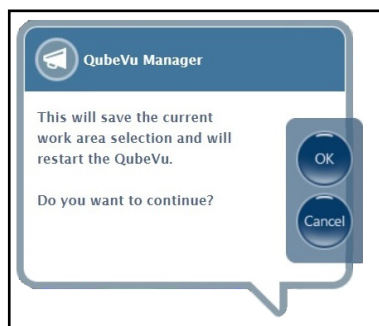 QubeVu Manager
This will save the current
work area selection and will
restart the QubeVu.
Do you want to continue?
OK
Cancel